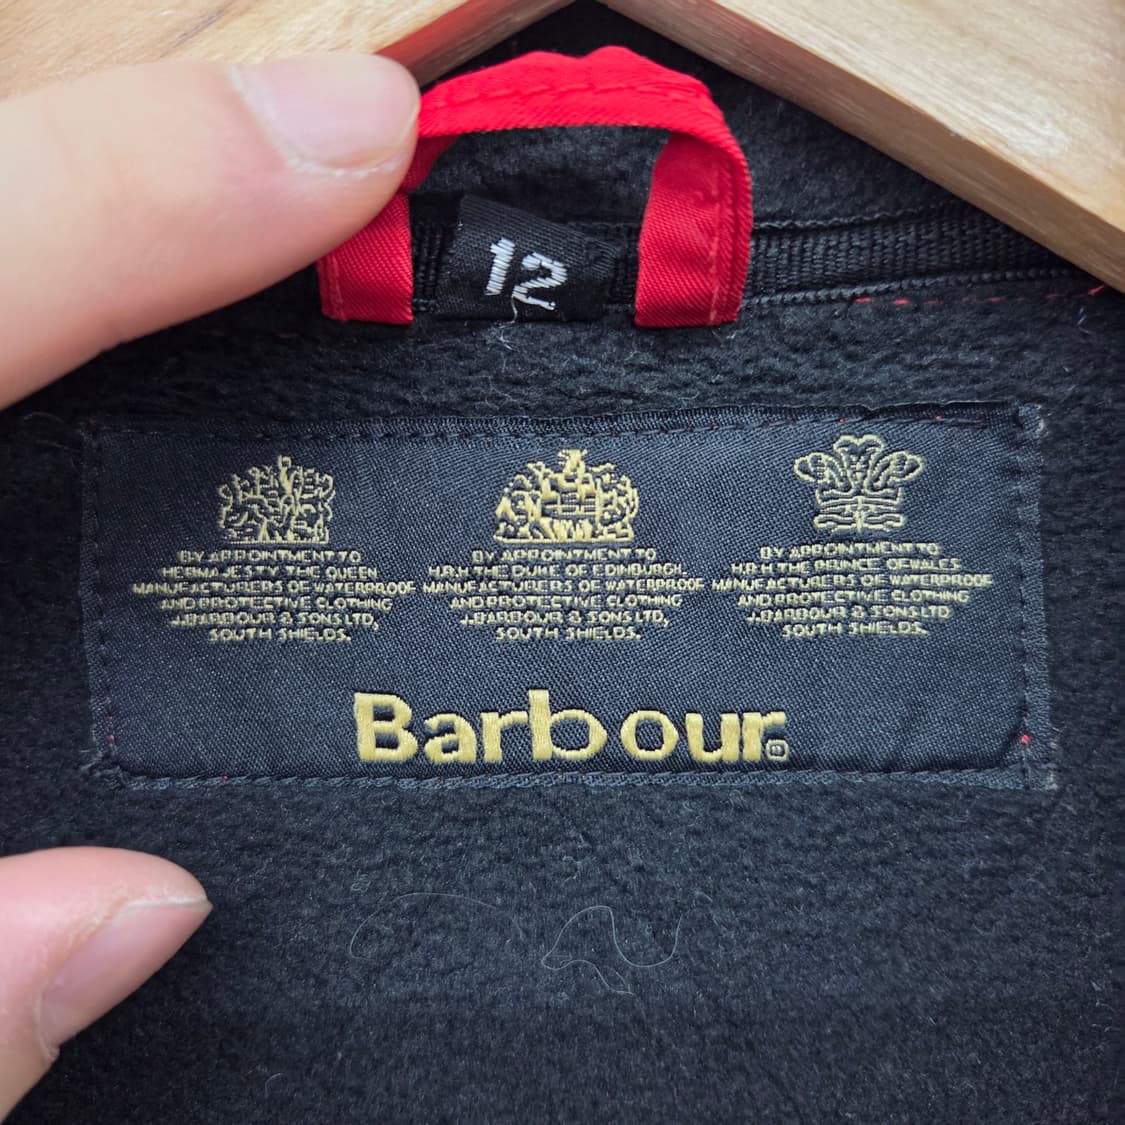 12
BY APPOINTMENT TO
HER MAJESTY THE QUEEN
MANUFACTURERS OF WATERPROOF
AND PROTECTIVE CLOTHING
J.BARBOUR & SONS LTD,
SOUTH SHIELDS.
BY APPOINTMENT TO
H.R.H. THE DUKE OF EDINBURGH,
MANUFACTURERS OF WATERPROOF
AND PROTECTIVE CLOTHING
J.BARBOUR & SONS LTD,
SOUTH SHIELDS.
BY APPOINTMENT TO
H.R.H THE PRINCE OF WALES
MANUFACTURERS OF WATERPROOF
AND PROTECTIVE CLOTHING
J.BARBOUR & SONS LTD
SOUTH SHIELDS.
Barbour®